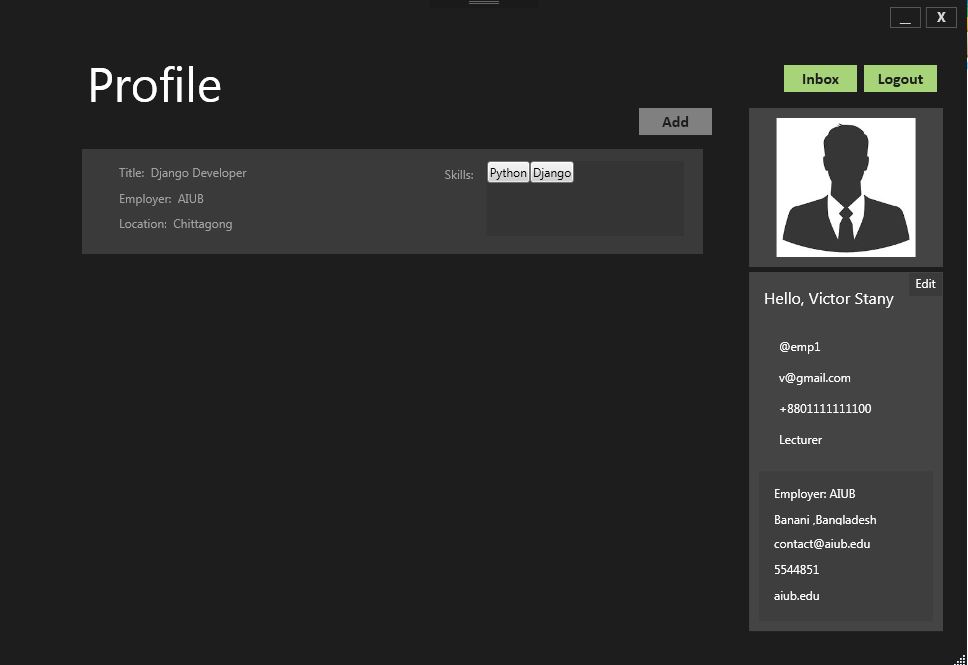 _ X
Profile
Inbox Logout
Add
Title: Django Developer
Employer: AIUB
Location: Chittagong
Skills: Python Django
Edit
Hello, Victor Stany
@emp1
v@gmail.com
+8801111111100
Lecturer
Employer: AIUB
Banani ,Bangladesh
contact@aiub.edu
5544851
aiub.edu